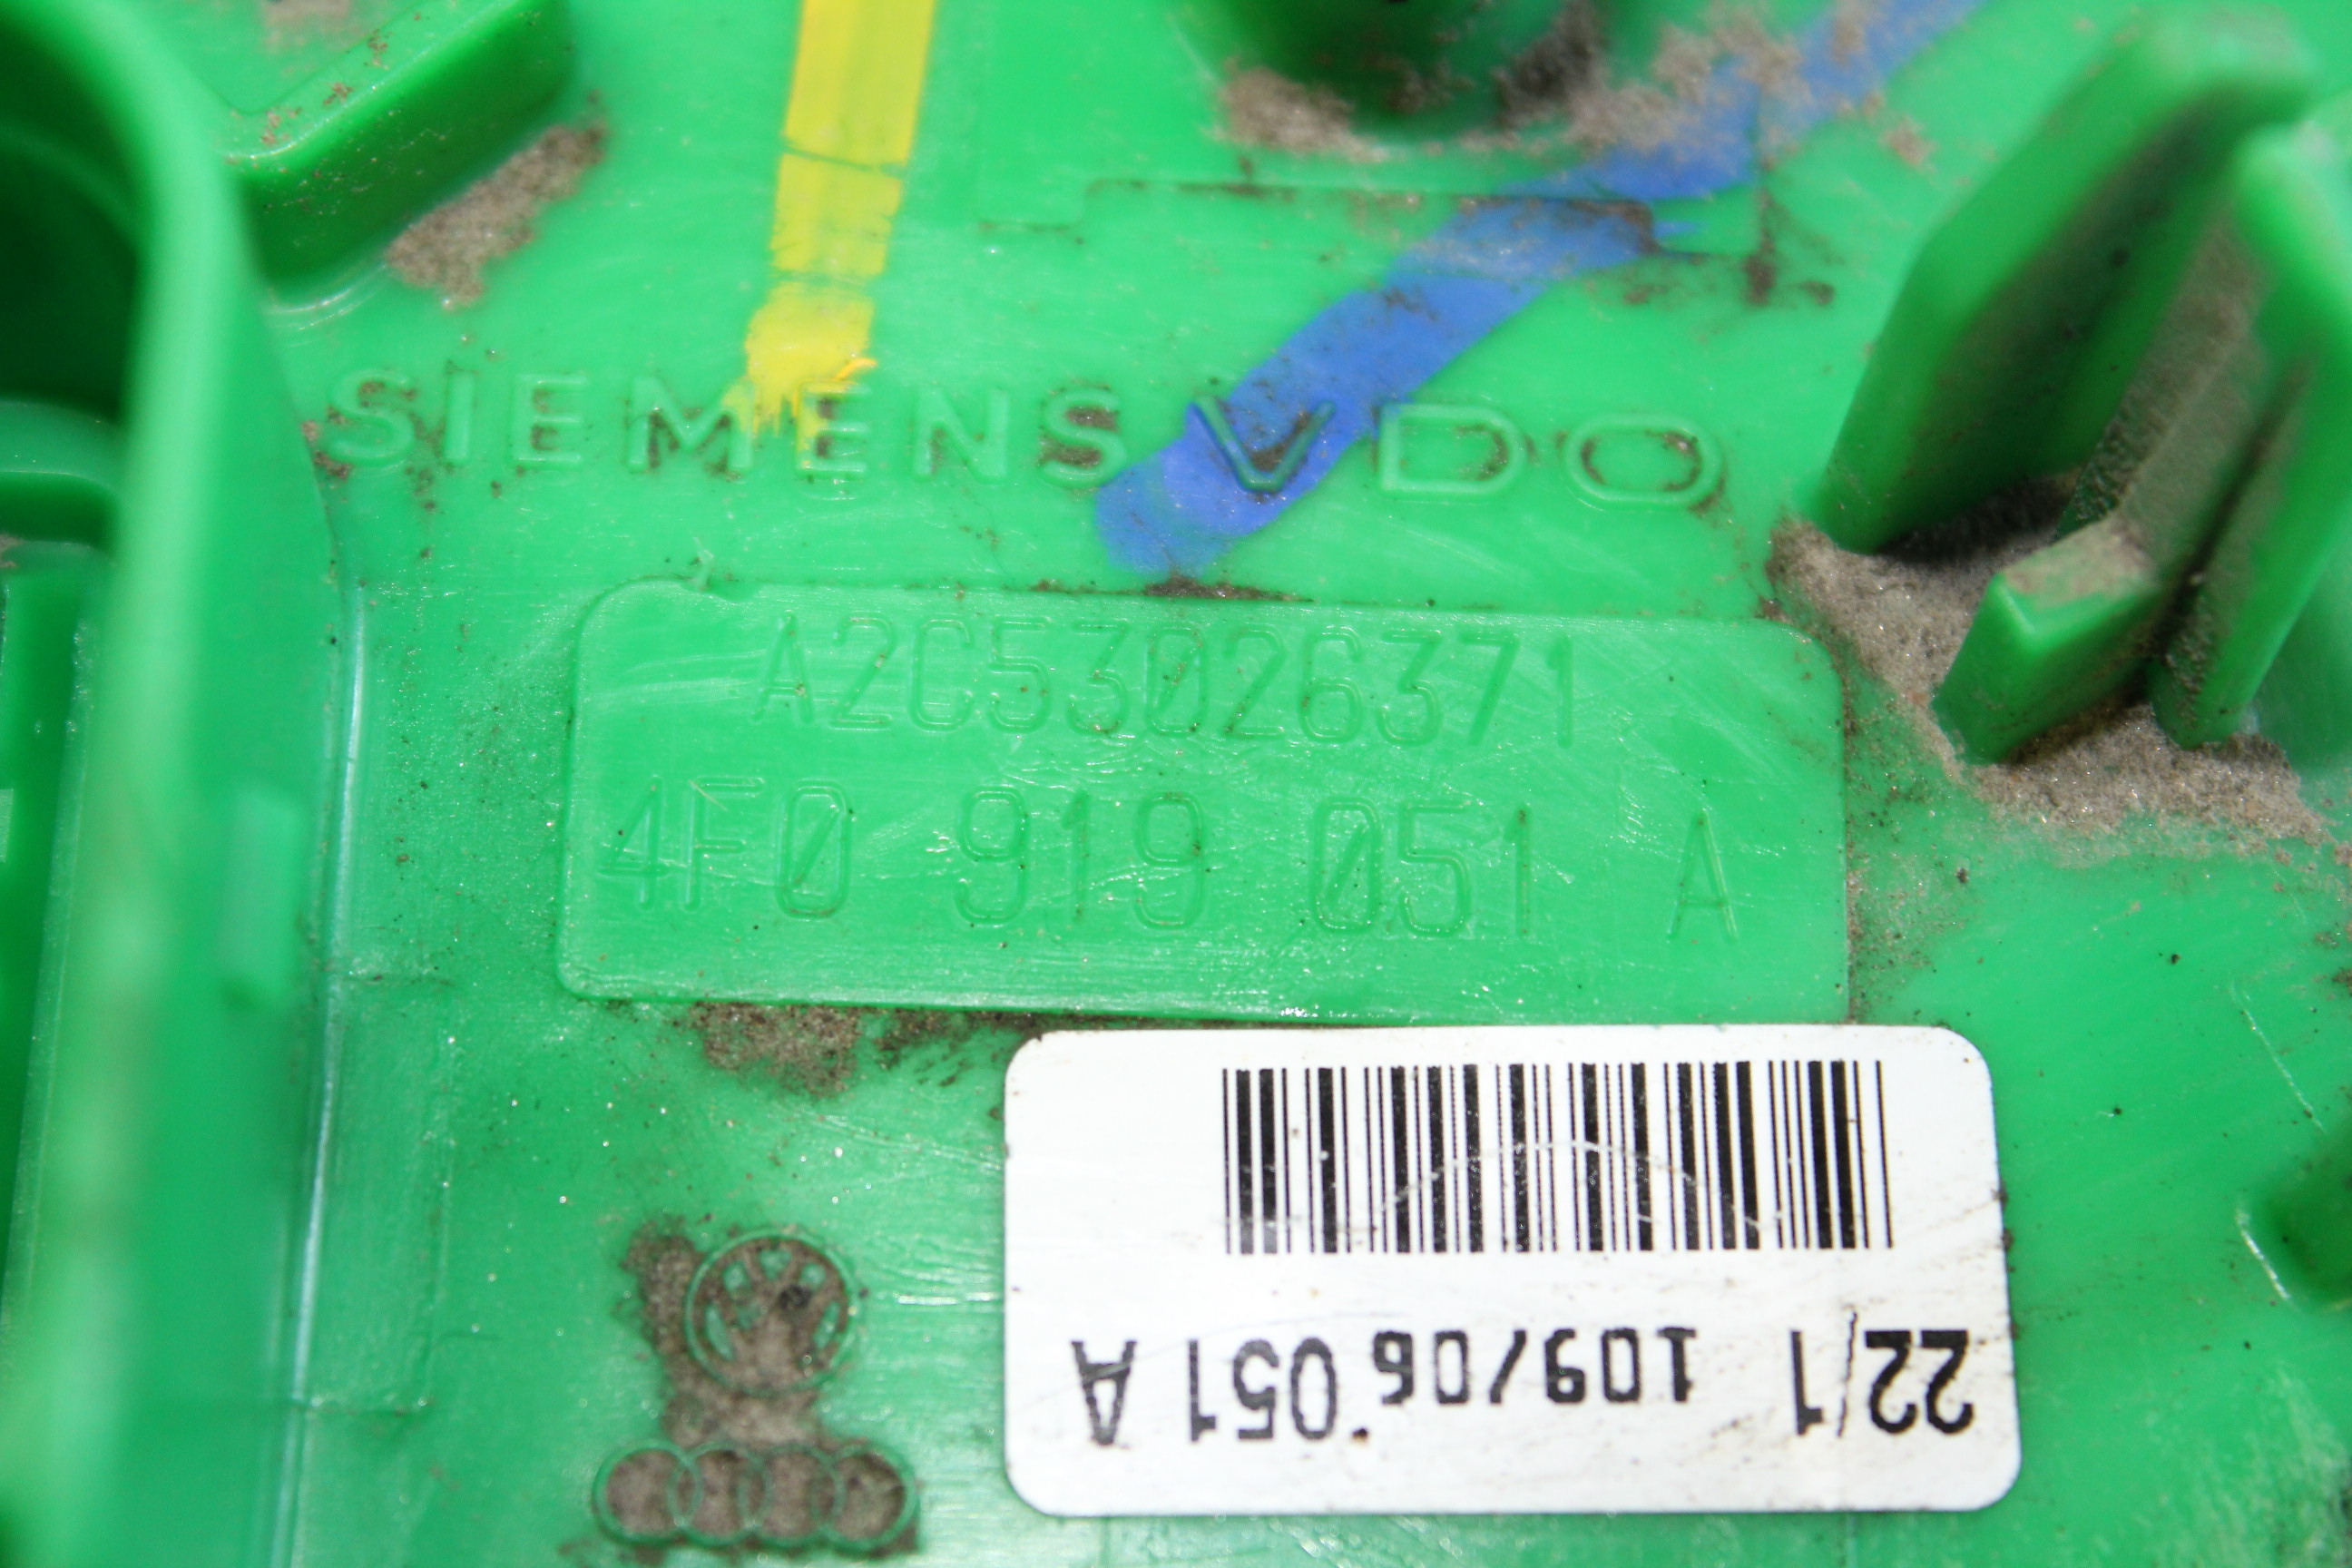 SIEMENS VDO
A2C53026371
4F0 919 051 A
22/1 109/06 051 A